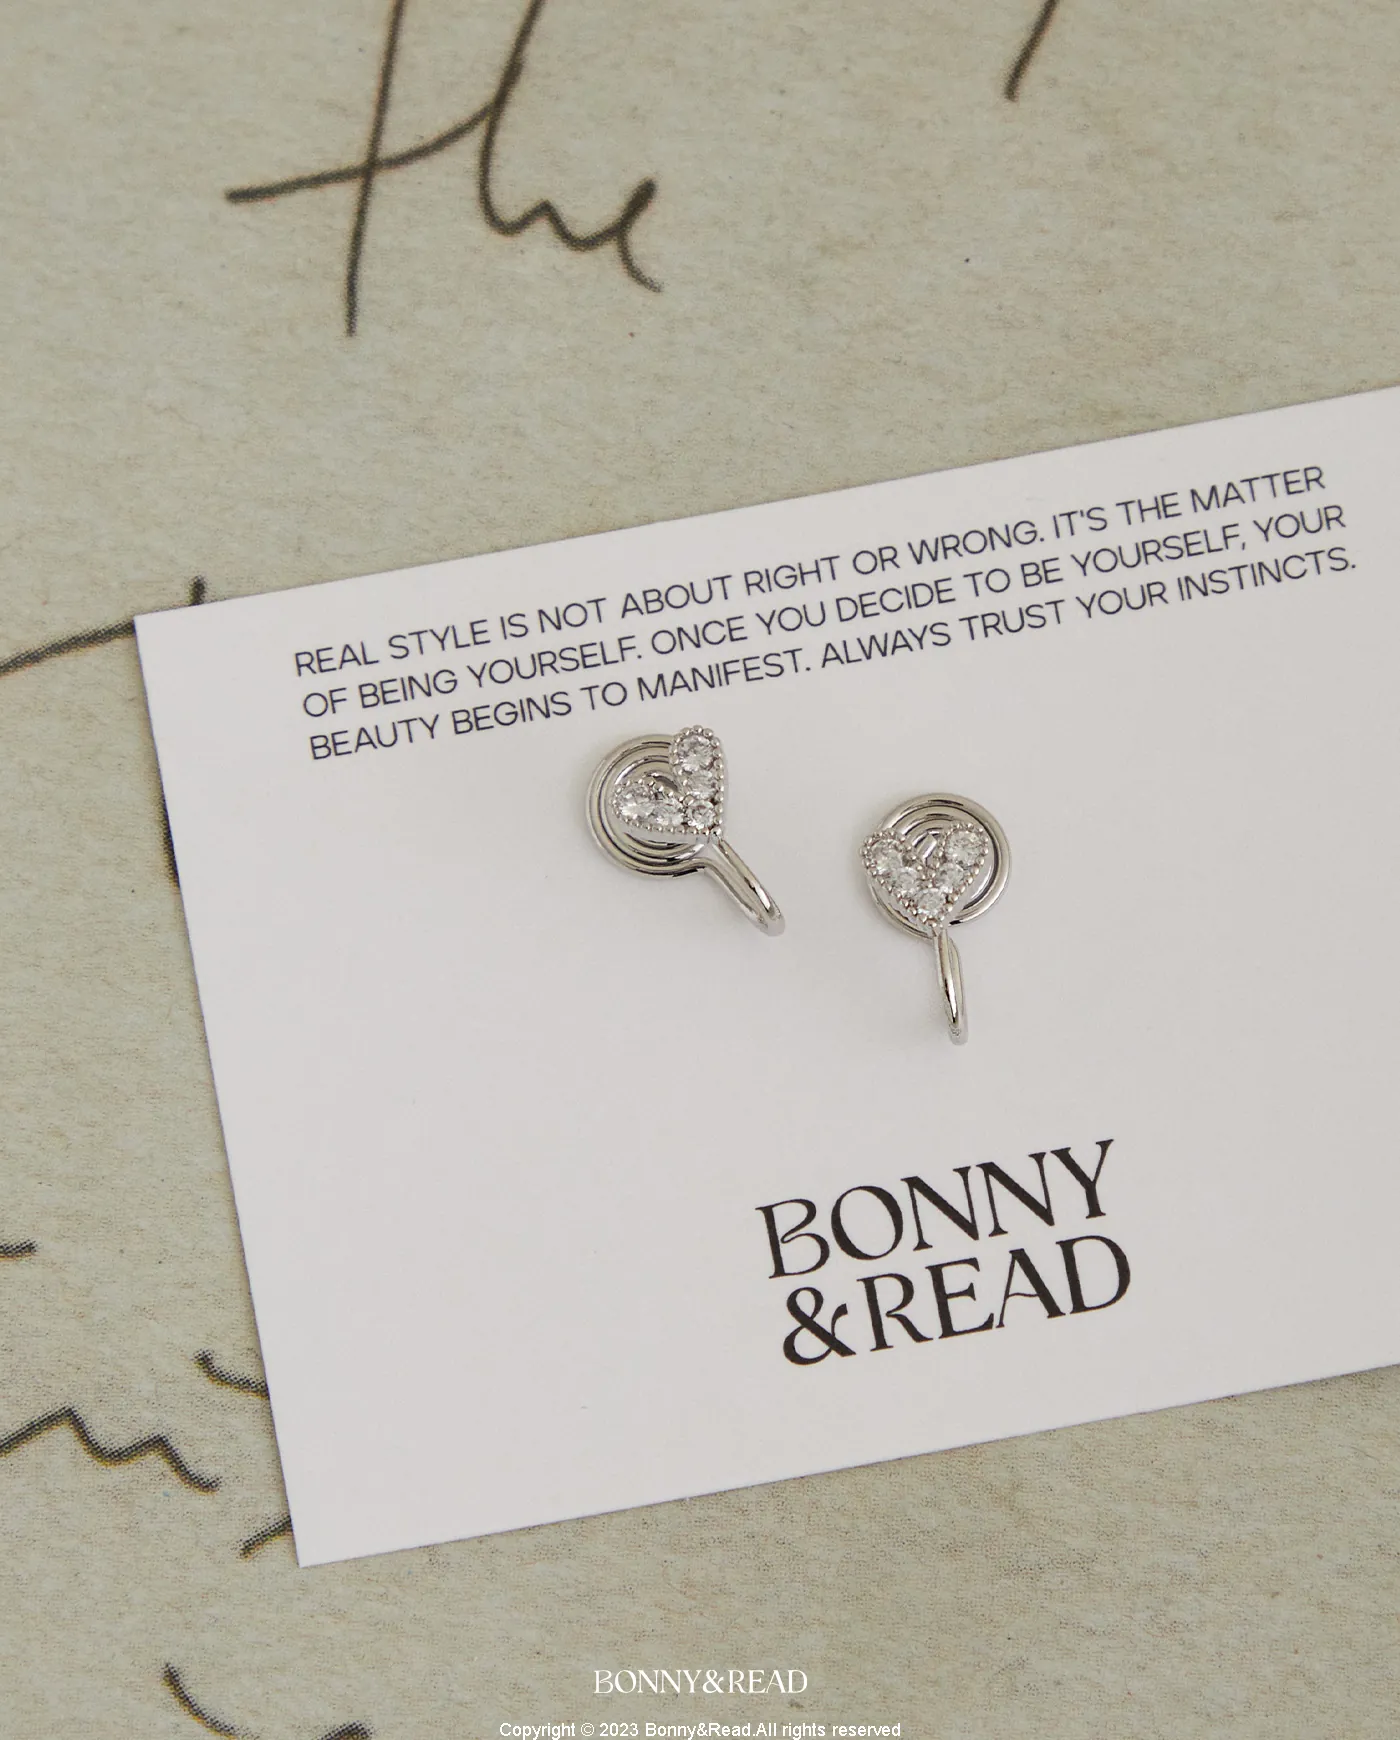 the
REAL STYLE IS NOT ABOUT RIGHT OR WRONG. IT'S THE MATTER
OF BEING YOURSELF. ONCE YOU DECIDE TO BE YOURSELF, YOUR
BEAUTY BEGINS TO MANIFEST. ALWAYS TRUST YOUR INSTINCTS.
BONNY
&READ
BONNY&READ
Copyright © 2023 Bonny&Read.All rights reserved